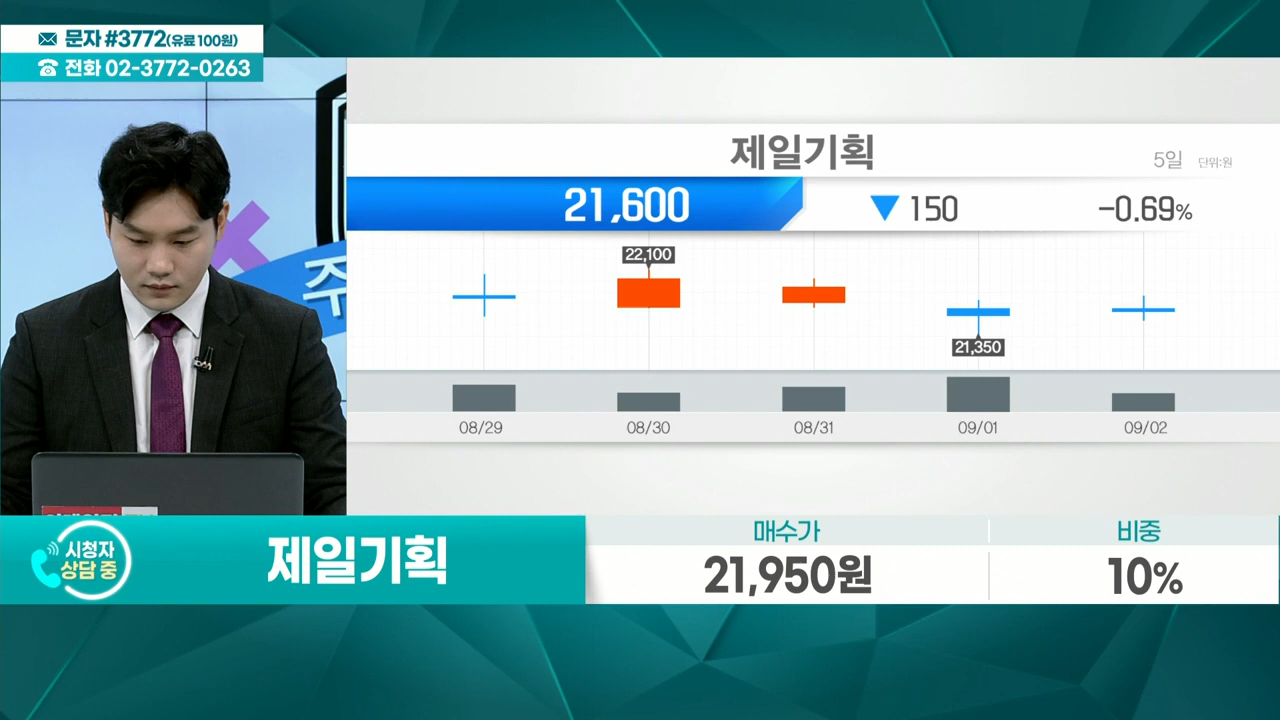 문자 #3772(유료 100원)
전화 02-3772-0263
주
제일기획
5일 단위:원
21,600 ▼ 150 -0.69%
22,100
21,350
08/29 08/30 08/31 09/01 09/02
시청자
상담 중
제일기획
매수가 비중
21,950원 10%